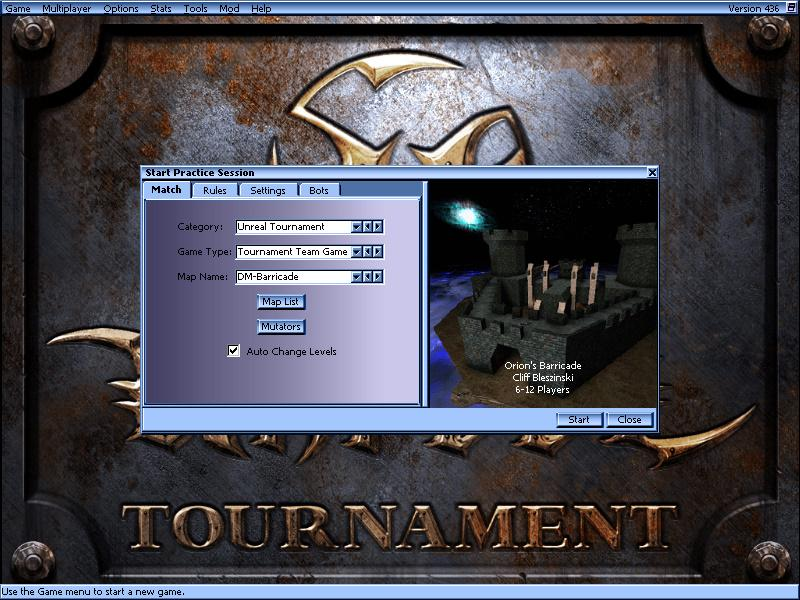 Game Multiplayer Options Stats Tools Mod Help Version 436
Start Practice Session
Match Rules Settings Bots
Category: Unreal Tournament
Game Type: Tournament Team Game
Map Name: DM-Barricade
Map List
Mutators
Auto Change Levels
Orion's Barricade
Cliff Bleszinski
6-12 Players
Start Close
TOURNAMENT
Use the Game menu to start a new game.